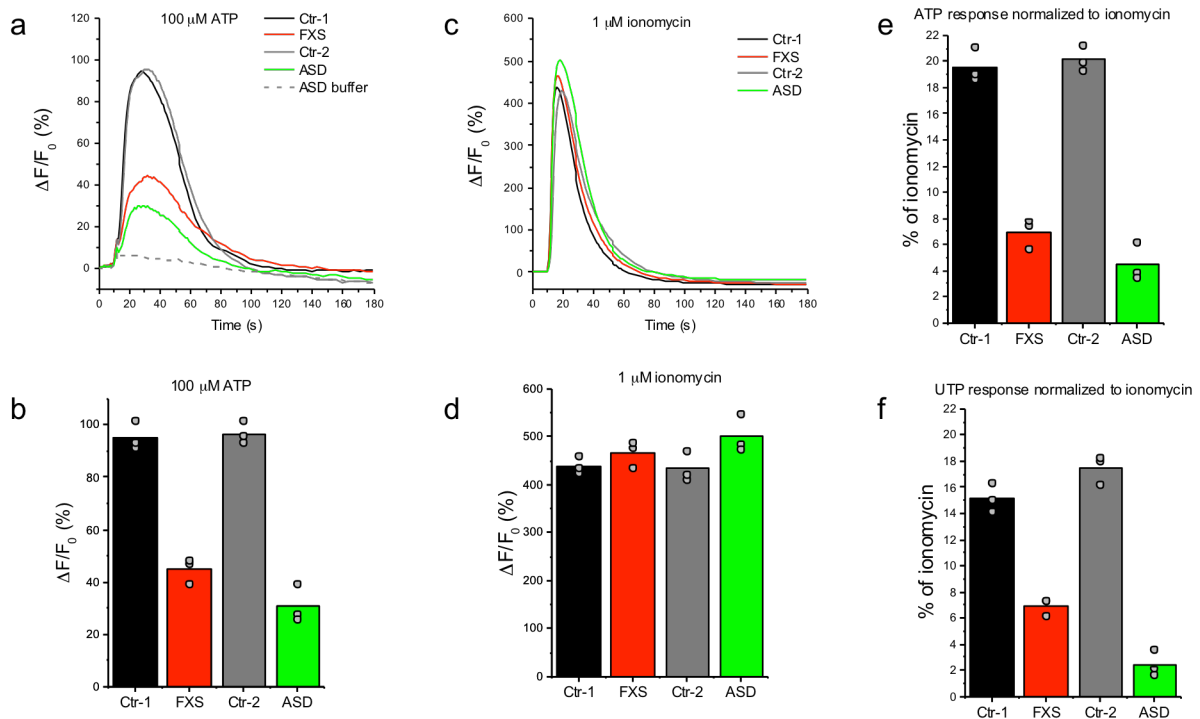 a
100 μM ATP
Ctr-1
FXS
Ctr-2
ASD
ASD buffer
ΔF/F0 (%)
120
100
80
60
40
20
0
0 20 40 60 80 100 120 140 160 180
Time (s)
c
1 μM ionomycin
Ctr-1
FXS
Ctr-2
ASD
ΔF/F0 (%)
600
500
400
300
200
100
00
0 20 40 60 80 100 120 140 160 180
Time (s)
e
ATP response normalized to ionomycin
% of ionomycin
22
20
18
16
14
12
10
8
6
4
2
0
Ctr-1 FXS Ctr-2 ASD
b
100 μM ATP
ΔF/F0 (%)
100
80
60
40
20
0
Ctr-1 FXS Ctr-2 ASD
d
1 μM ionomycin
ΔF/F0 (%)
600
500
400
300
400
200
100
0
Ctr-1 FXS Ctr-2 ASD
f
UTP response normalized to ionomycin
% of ionomycin
22
20
18
16
14
12
10
8
6
4
2
0
Ctr-1 FXS Ctr-2 ASD